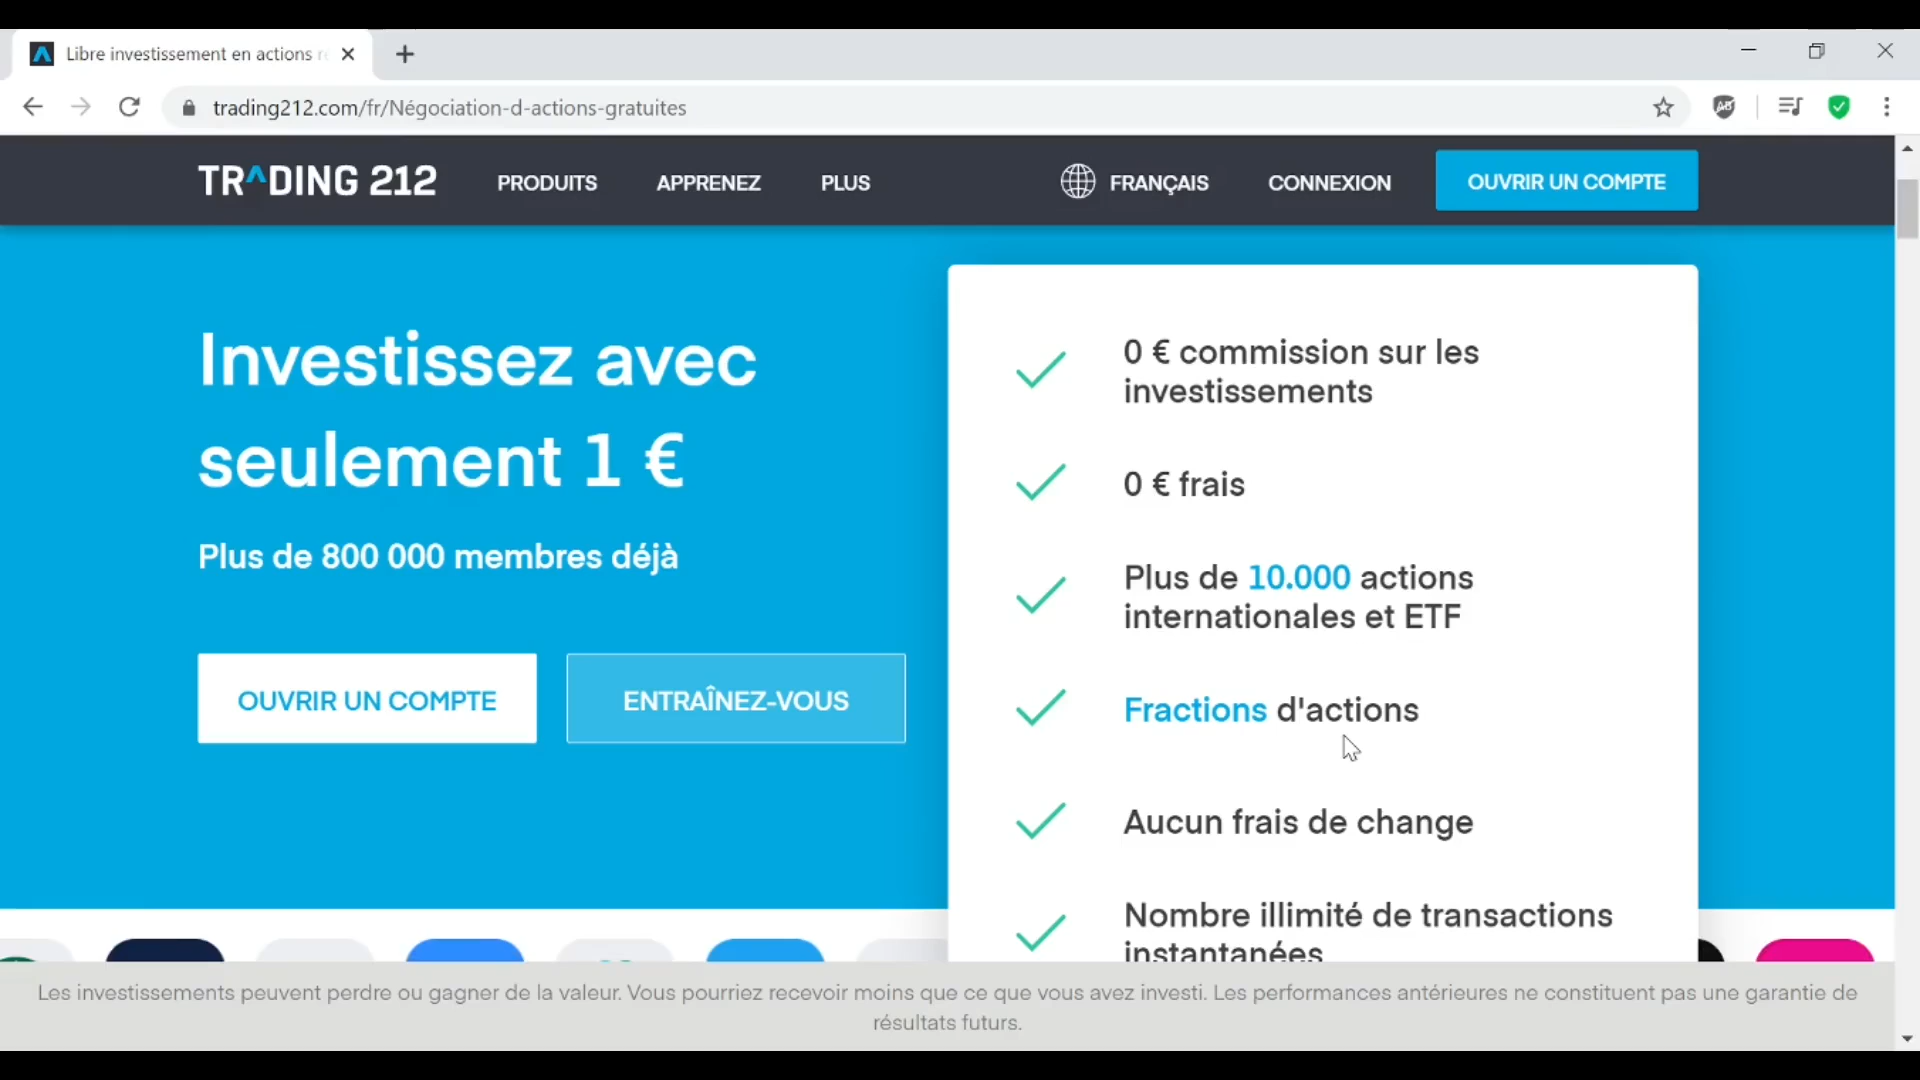 Libre investissement en actions r
trading212.com/fr/Négociation-d-actions-gratuites
TRADING 212
PRODUITS
APPRENEZ
PLUS
FRANÇAIS
CONNEXION
OUVRIR UN COMPTE
Investissez avec
seulement 1 €
Plus de 800 000 membres déjà
OUVRIR UN COMPTE
ENTRAÎNEZ-VOUS
0 € commission sur les
investissements
0 € frais
Plus de 10.000 actions
internationales et ETF
Fractions d'actions
Aucun frais de change
Nombre illimité de transactions
instantanées
Les investissements peuvent perdre ou gagner de la valeur. Vous pourriez recevoir moins que ce que vous avez investi. Les performances antérieures ne constituent pas une garantie de
résultats futurs.